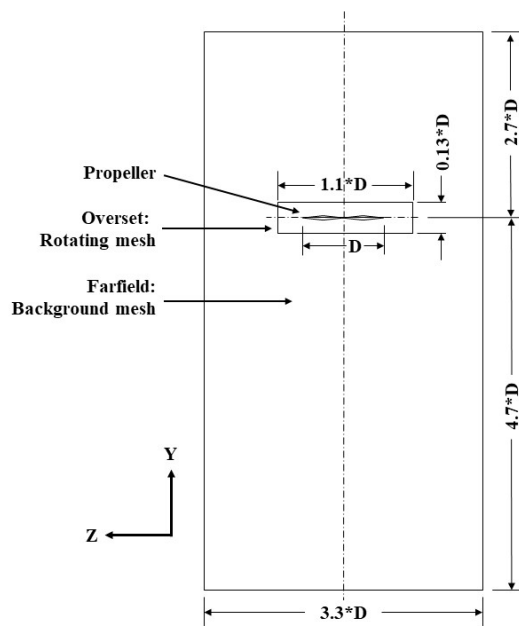 2.7*D
0.13*D
Propeller
1.1*D
Overset:
Rotating mesh
D
Farfield:
Background mesh
4.7*D
Y
Z
3.3*D